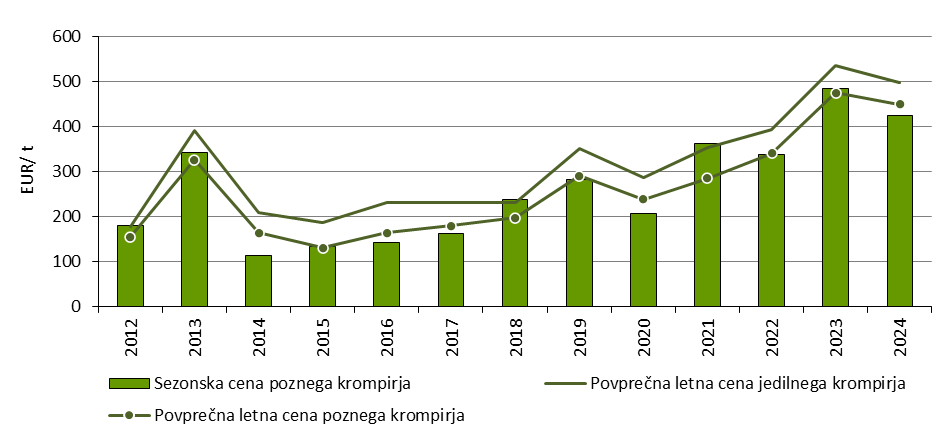 600
500
400
300
200
100
0
EUR/ t
2012 2013 2014 2015 2016 2017 2018 2019 2020 2021 2022 2023 2024
Sezonska cena poznega krompirja
Povprečna letna cena jedilnega krompirja
Povprečna letna cena poznega krompirja